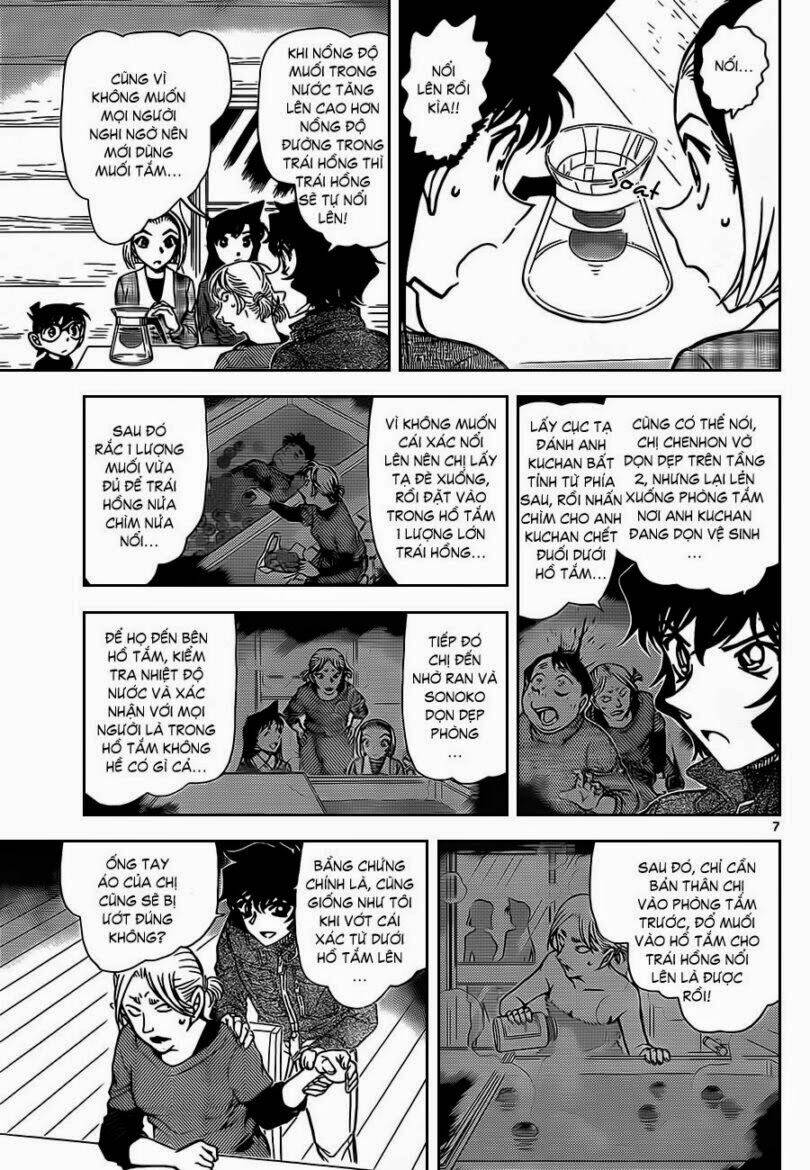 NỔI...
NỔI
LÊN RỒI
KÌA!!
Soạt
KHI NỒNG ĐỘ
MUỐI TRONG
NƯỚC TĂNG
LÊN CAO HƠN
NỒNG ĐỘ
ĐƯỜNG TRONG
TRÁI HỒNG THÌ
TRÁI HỒNG
SẼ TỰ NỔI
LÊN!
CŨNG VÌ
KHÔNG MUỐN
MỌI NGƯỜI
NGHI NGỜ NÊN
MỚI DÙNG
MUỐI TẮM...
CŨNG CÓ THỂ NÓI,
CHỊ CHENHON VỜ
DỌN DẸP TRÊN TẦNG
2, NHƯNG LẠI LẺN
XUỐNG PHÒNG TẮM
NƠI ANH KUCHAN
ĐANG DỌN VỆ SINH
...
LẤY CỤC TẠ
ĐÁNH ANH
KUCHAN BẤT
TỈNH TỪ PHÍA
SAU, RỒI NHẤN
CHÌM CHO ANH
KUCHAN CHẾT
ĐUỐI DƯỚI
HỒ TẮM...
VÌ KHÔNG MUỐN
CÁI XÁC NỔI
LÊN NÊN CHỊ LẤY
TẠ ĐÈ XUỐNG,
RỒI ĐẶT VÀO
TRONG HỒ TẮM
1 LƯỢNG LỚN
TRÁI HỒNG...
SAU ĐÓ
RẮC 1 LƯỢNG
MUỐI VỪA
ĐỦ ĐỂ TRÁI
HỒNG NỬA
CHÌM NỬA
NỔI...
TIẾP ĐÓ
CHỊ ĐẾN
NHỜ RAN VÀ
SONOKO
DỌN DẸP
PHÒNG
...
ĐỂ HỌ ĐẾN BÊN
HỒ TẮM, KIỂM
TRA NHIỆT ĐỘ
NƯỚC VÀ XÁC
NHẬN VỚI MỌI
NGƯỜI LÀ TRONG
HỒ TẮM KHÔNG
HỀ CÓ GÌ CẢ...
7
SAU ĐÓ, CHỈ CẦN
BẢN THÂN CHỊ
VÀO PHÒNG TẮM
TRƯỚC, ĐỔ MUỐI
VÀO HỒ TẮM CHO
TRÁI HỒNG NỔI
LÊN LÀ ĐƯỢC
RỒI!
BẰNG CHỨNG
CHÍNH LÀ, CŨNG
GIỐNG NHƯ TÔI
KHI VỚT CÁI
XÁC TỪ DƯỚI
HỒ TẮM LÊN
...
ỐNG TAY
ÁO CỦA CHỊ
CŨNG SẼ BỊ
ƯỚT ĐÚNG
KHÔNG?